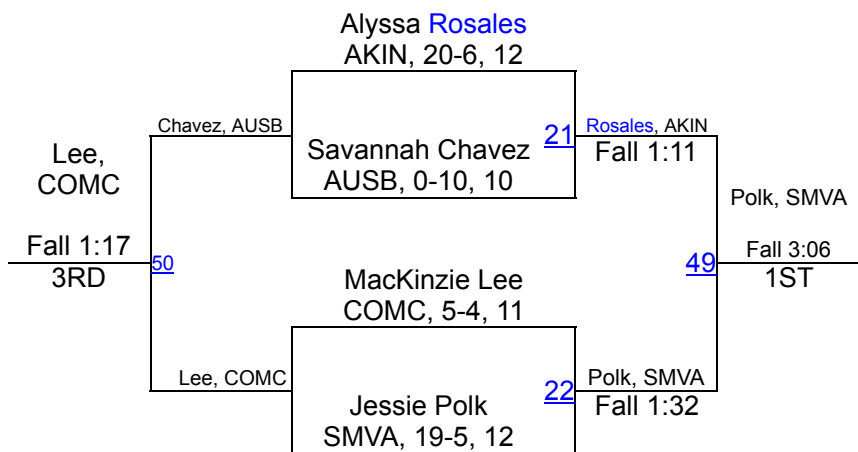 Alyssa Rosales
AKIN, 20-6, 12
Chavez, AUSB
21
Rosales, AKIN
Savannah Chavez
Fall 1:11
AUSB, 0-10, 10
Lee,
COMC
Polk, SMVA
Fall 1:17
50
3RD
49
Fall 3:06
1ST
MacKinzie Lee
COMC, 5-4, 11
Lee, COMC
22
Polk, SMVA
Jessie Polk
Fall 1:32
SMVA, 19-5, 12